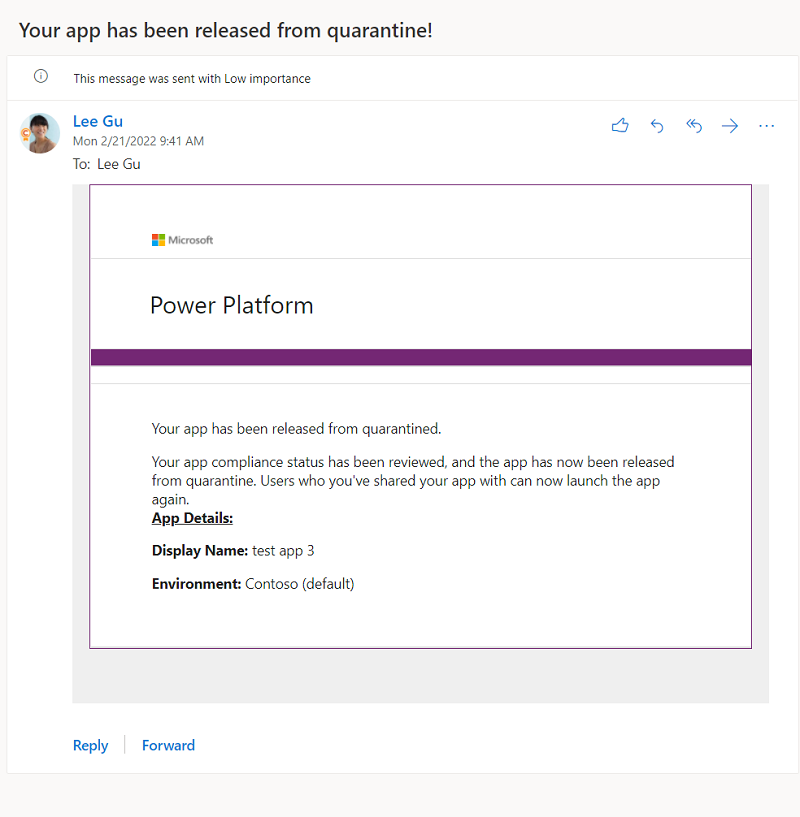 Your app has been released from quarantine!
This message was sent with Low importance
Lee Gu
Mon 2/21/2022 9:41 AM
To: Lee Gu
Microsoft
Power Platform
Your app has been released from quarantined.
Your app compliance status has been reviewed, and the app has now been released
from quarantine. Users who you've shared your app with can now launch the app
again.
App Details:
Display Name: test app 3
Environment: Contoso (default)
Reply
Forward